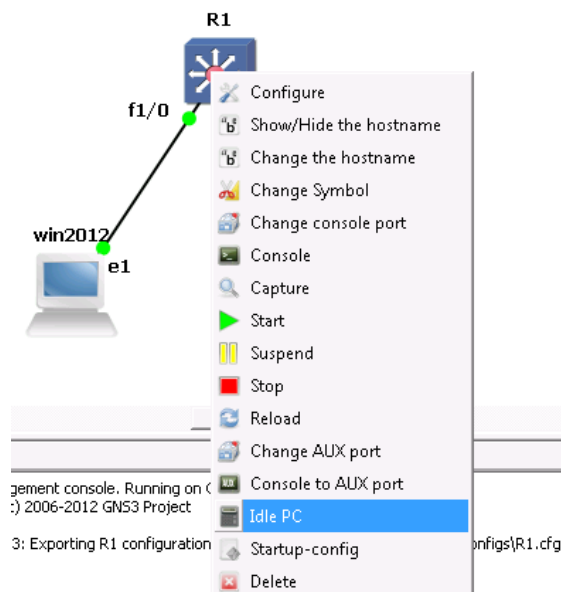 R1
f1/0
win2012
e1
Configure
Show/Hide the hostname
Change the hostname
Change Symbol
Change console port
Console
Capture
Start
Suspend
Stop
Reload
Change AUX port
Console to AUX port
Idle PC
Startup-config
Delete
gement console. Running on
:) 2006-2012 GNS3 Project
3: Exporting R1 configuration
onfigs\R1.cfg